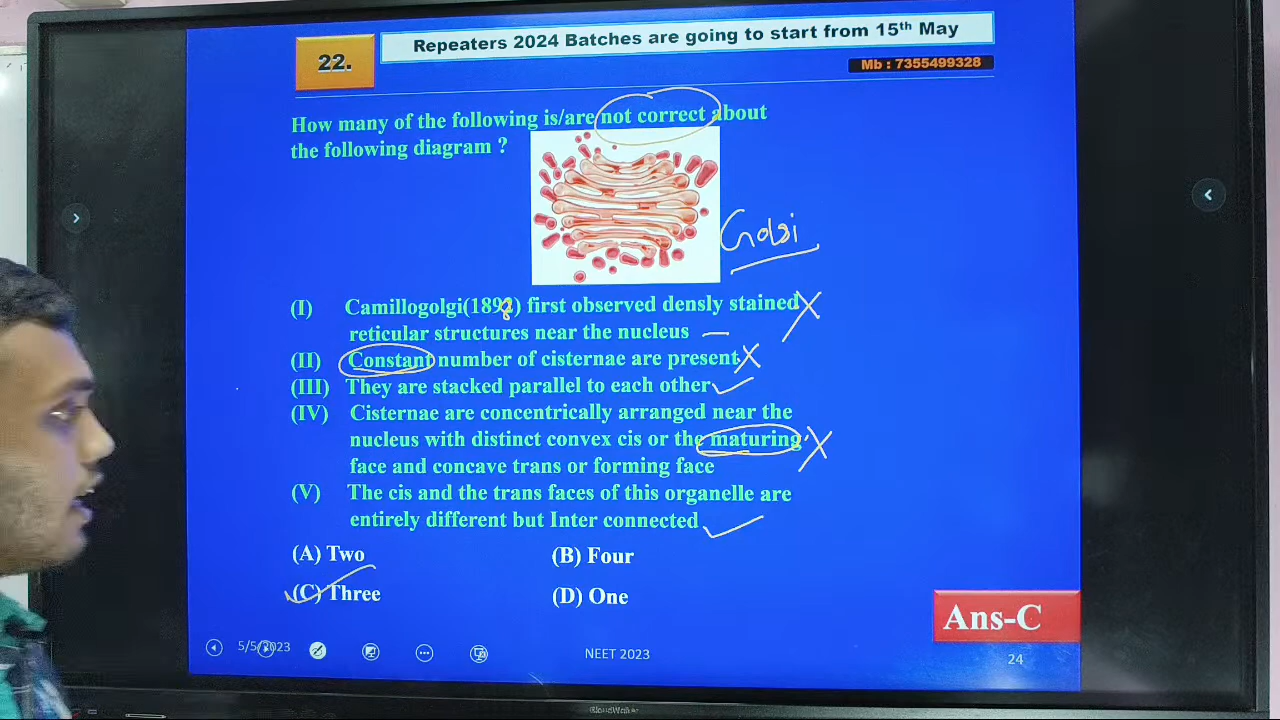 Repeaters 2024 Batches are going to start from 15th May
22.
Mb : 7355499328
How many of the following is/are not correct about
the following diagram ?
Golgi
(I) Camillogolgi(1898) first observed densly stained
reticular structures near the nucleus
(II) Constant number of cisternae are present
(III) They are stacked parallel to each other
(IV) Cisternae are concentrically arranged near the
nucleus with distinct convex cis or the maturing
face and concave trans or forming face
(V) The cis and the trans faces of this organelle are
entirely different but Inter connected
(A) Two (B) Four
(C) Three (D) One
Ans-C
5/5/2023 NEET 2023 24
CloudWalker